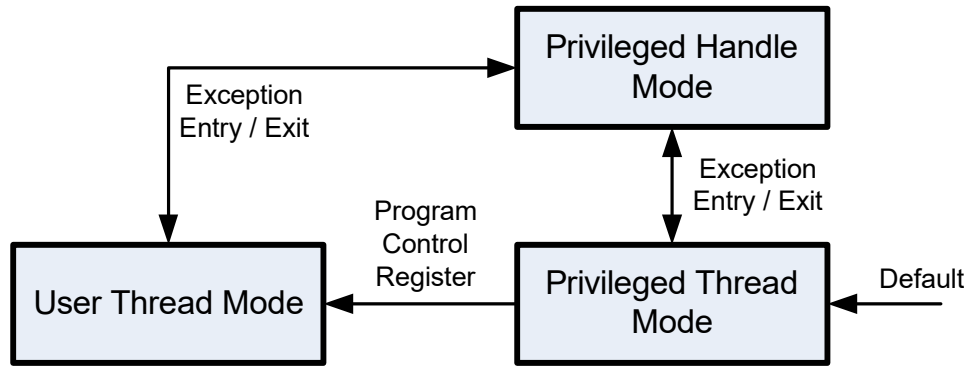 Privileged Handle
Mode
Exception
Entry / Exit
Exception
Entry / Exit
Program
Control
Register
User Thread Mode
Privileged Thread
Mode
Default